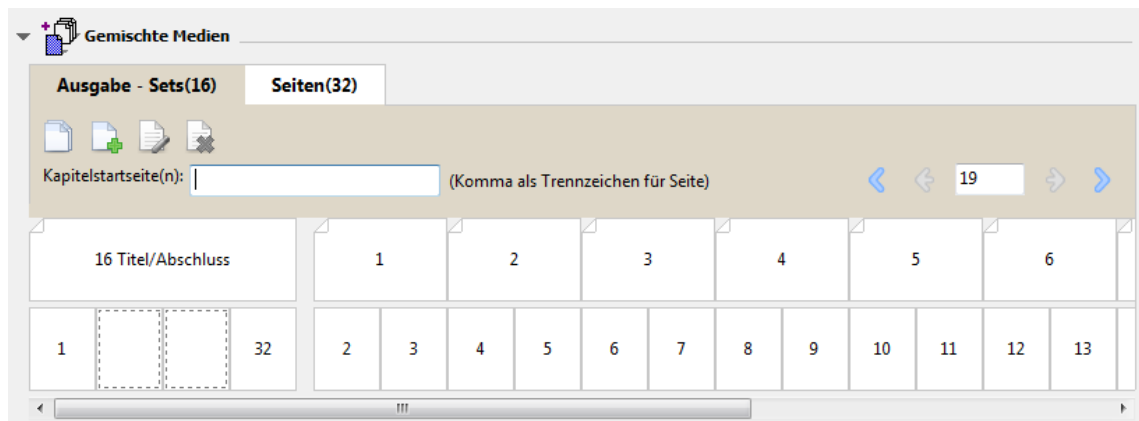 Gemischte Medien
Ausgabe - Sets(16) Seiten(32)
Kapitelstartseite(n): (Komma als Trennzeichen für Seite) 19
16 Titel/Abschluss 1 2 3 4 5 6
1 32 2 3 4 5 6 7 8 9 10 11 12 13